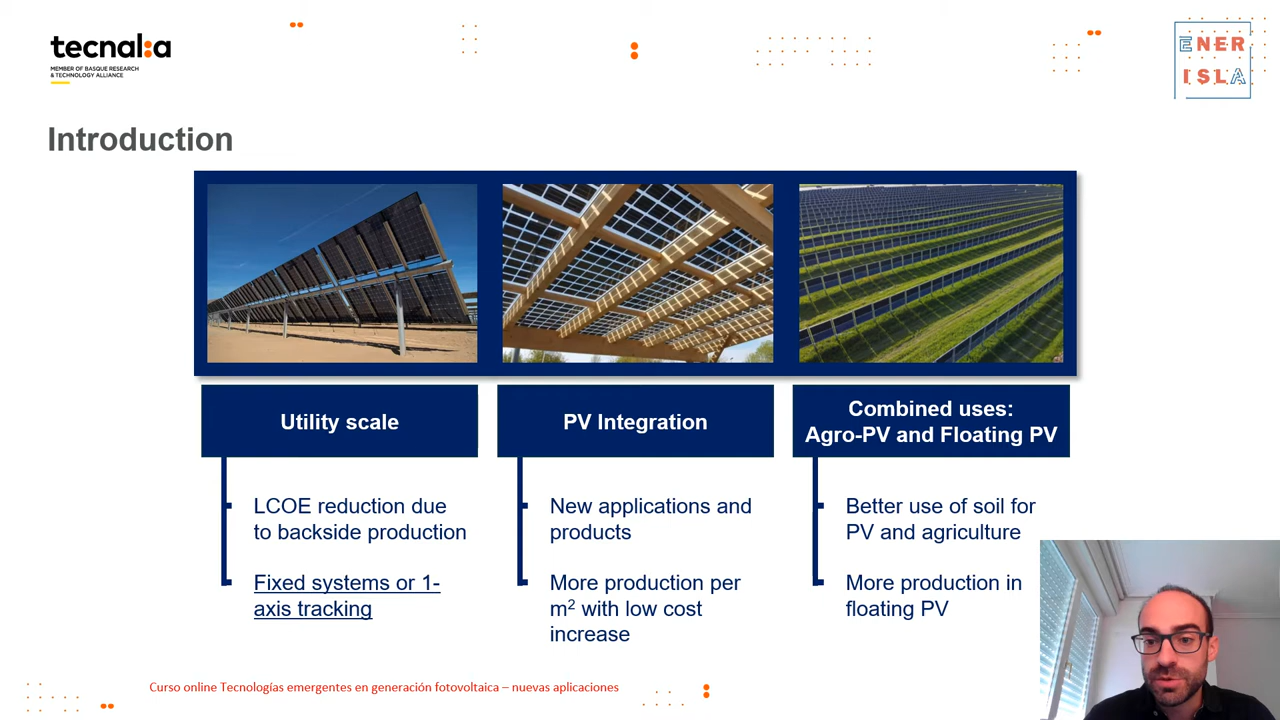 tecnalia
MEMBER OF BASQUE RESEARCH
& TECHNOLOGY ALLIANCE
ENER
ISLA
Introduction
Utility scale
LCOE reduction due
to backside production
Fixed systems or 1-
axis tracking
PV Integration
New applications and
products
More production per
m² with low cost
increase
Combined uses:
Agro-PV and Floating PV
Better use of soil for
PV and agriculture
More production in
floating PV
Curso online Tecnologías emergentes en generación fotovoltaica – nuevas aplicaciones